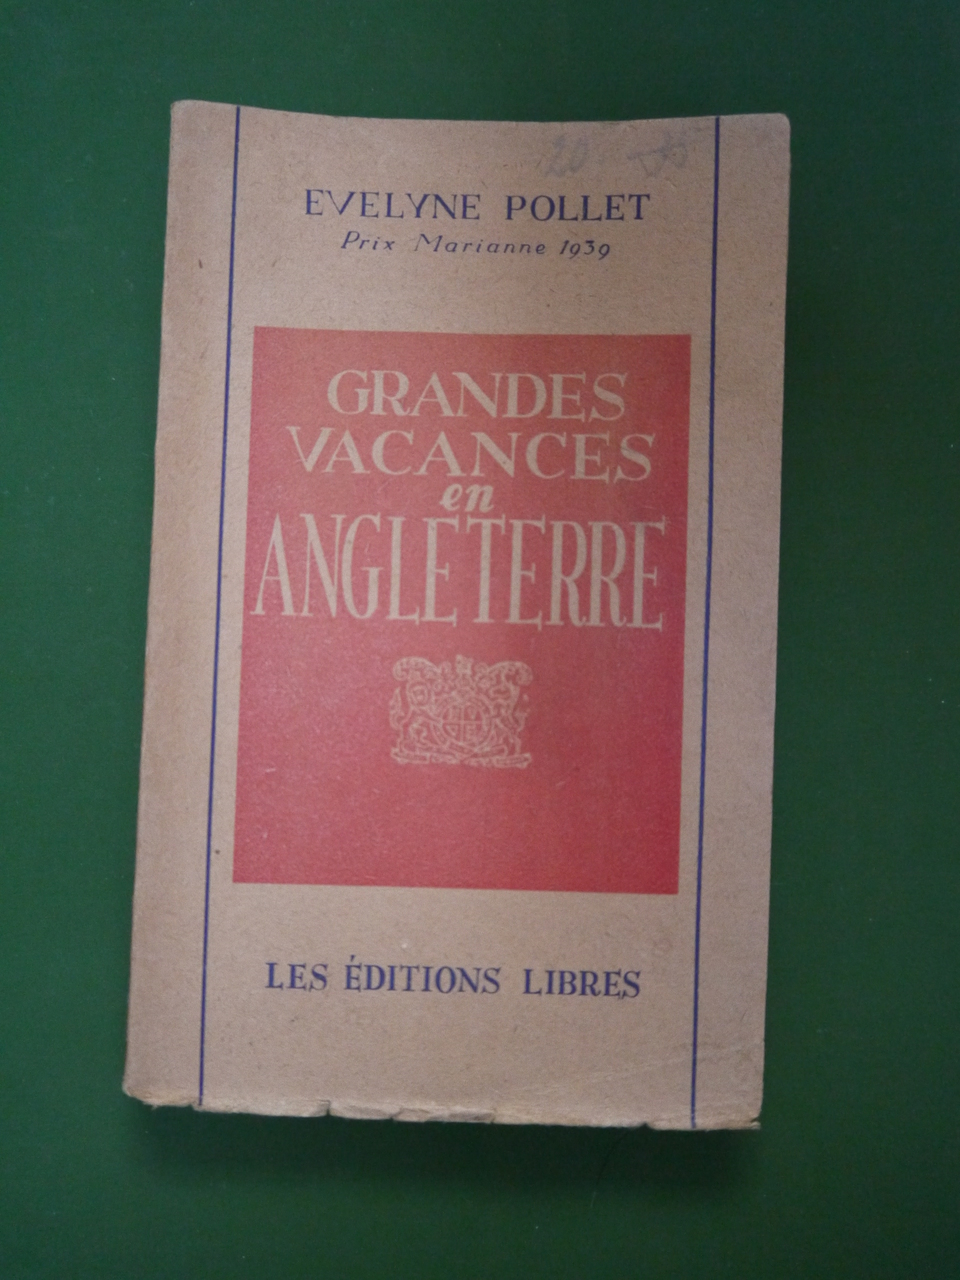 EVELYNE POLLET
Prix Marianne 1939
GRANDES
VACANCES
en
ANGLETERRE
LES ÉDITIONS LIBRES